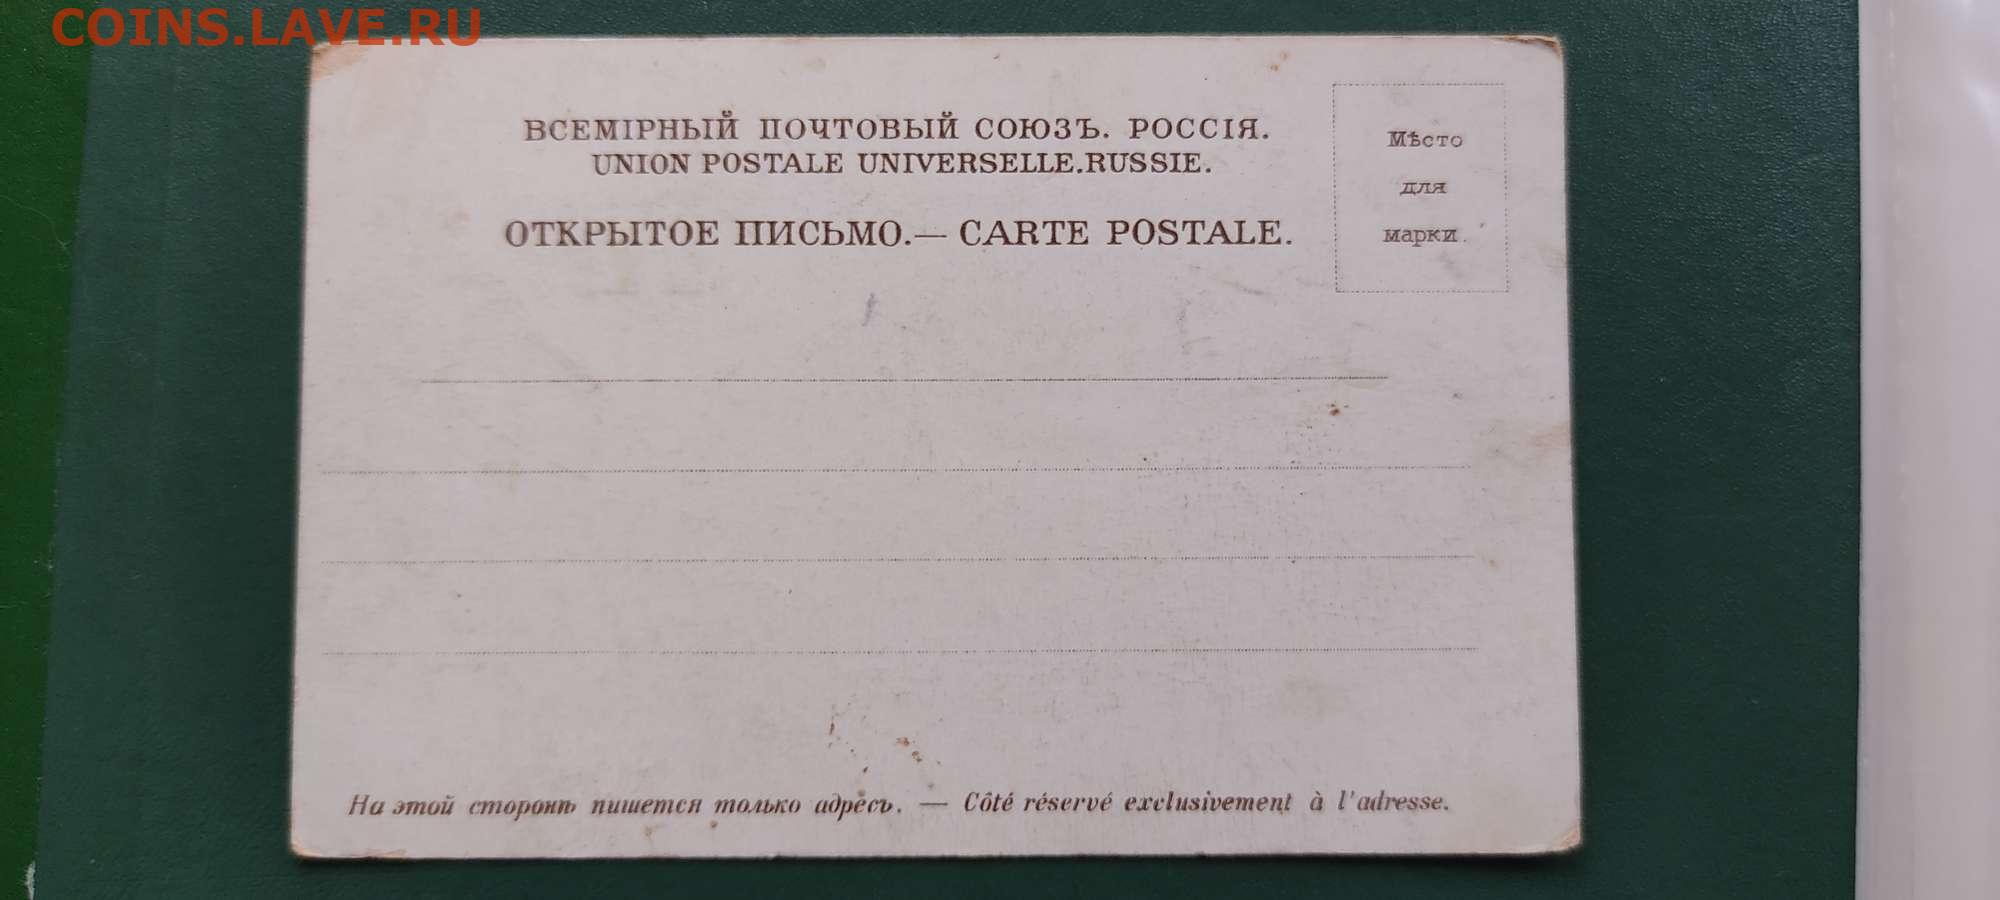 COINS.LAVE.RU
ВСЕМІРНЫЙ ПОЧТОВЫЙ СОЮЗЪ. РОССІЯ.
UNION POSTALE UNIVERSELLE.RUSSIE.
ОТКРЫТОЕ ПИСЬМО.— CARTE POSTALE.
Мѣсто
для
марки.
На этой сторонѣ пишется только адресъ. — Côté réservé exclusivement à l'adresse.